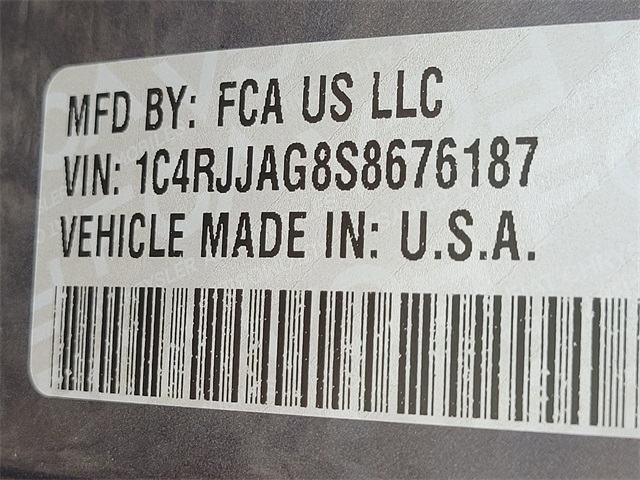 MFD BY: FCA US LLC
VIN: 1C4RJJAG8S8676187
VEHICLE MADE IN: U.S.A.